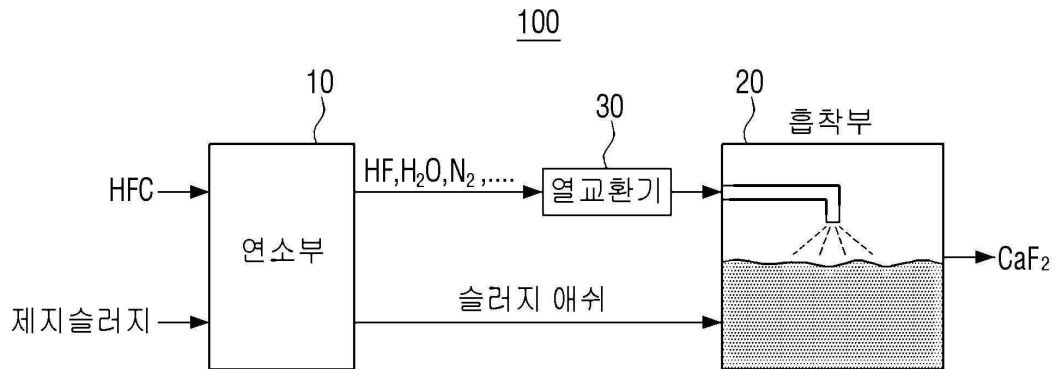 100
10
30
20
흡착부
HFC
HF,H₂O,N₂,....
열교환기
연소부
CaF₂
제지슬러지
슬러지 애쉬